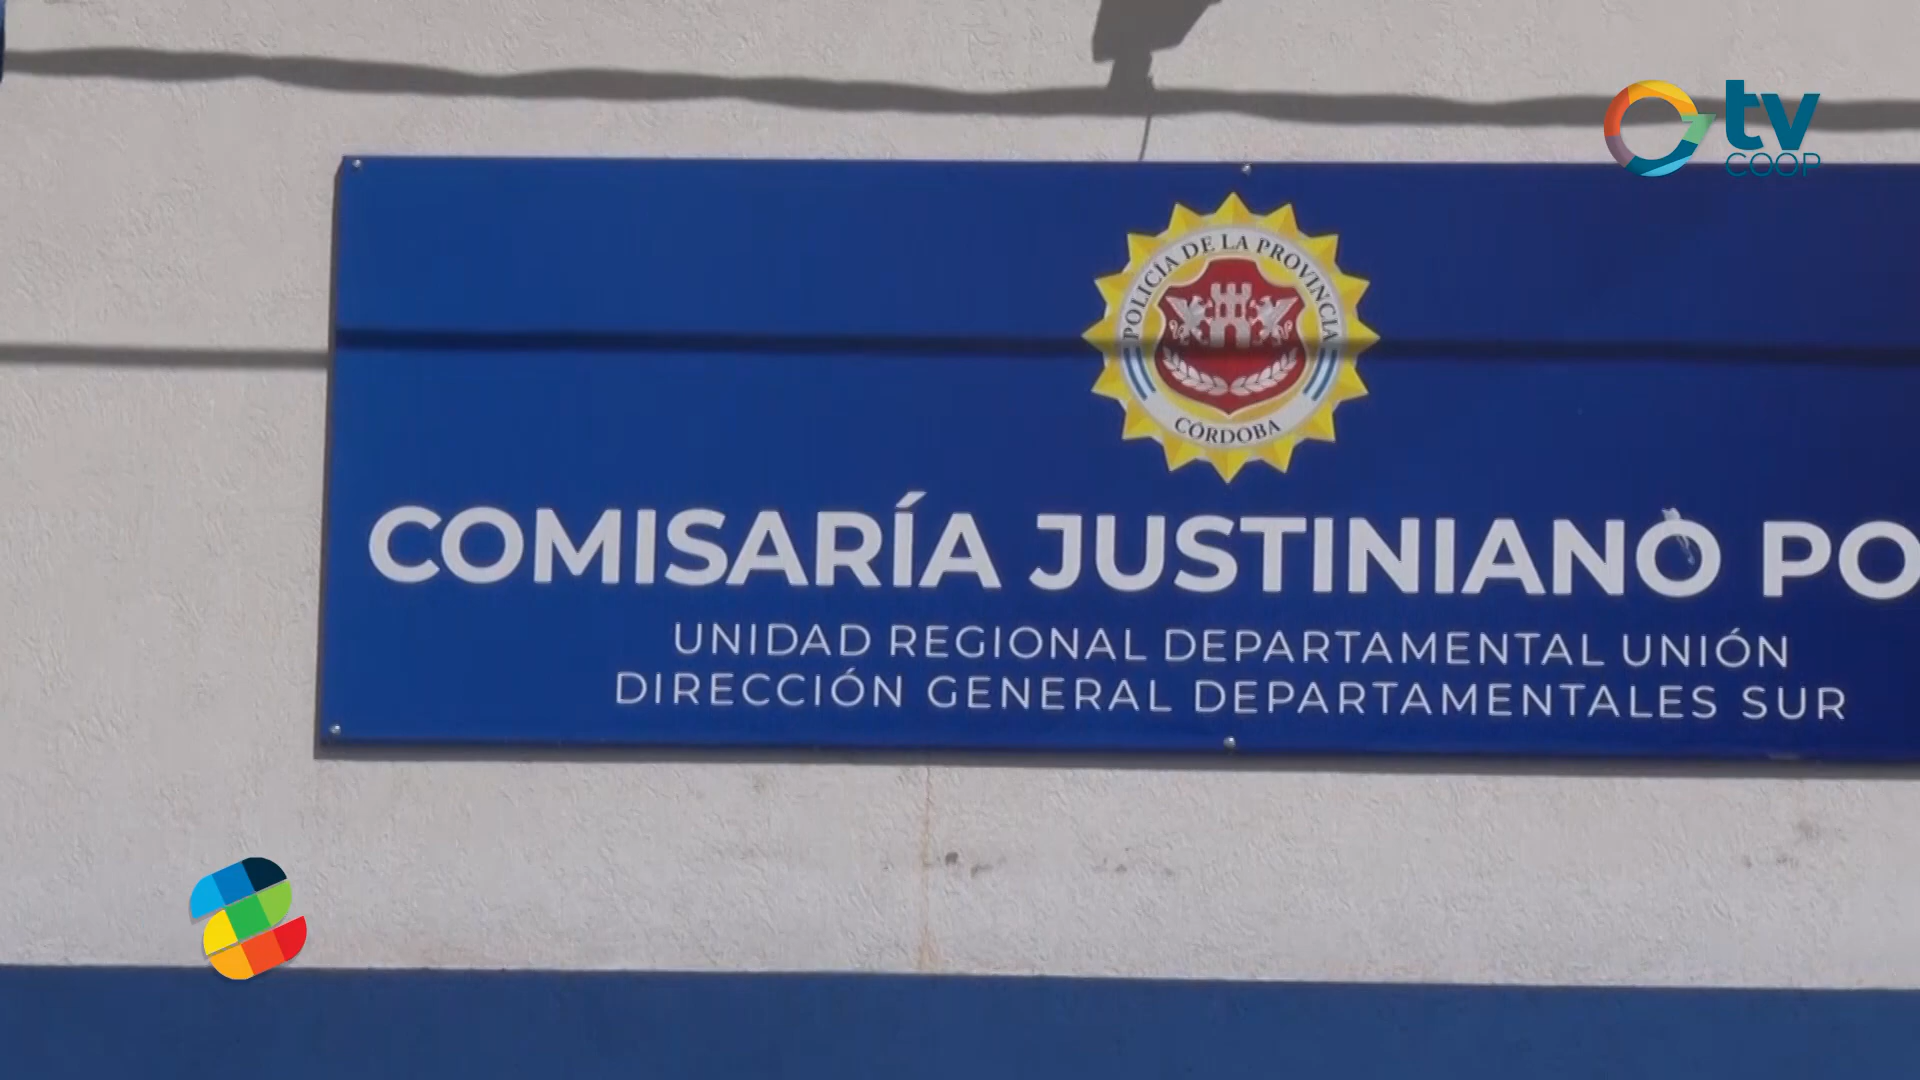 tv
COOP
POLICÍA DE LA PROVINCIA
CÓRDOBA
COMISARÍA JUSTINIANO PO
UNIDAD REGIONAL DEPARTAMENTAL UNIÓN
DIRECCIÓN GENERAL DEPARTAMENTALES SUR